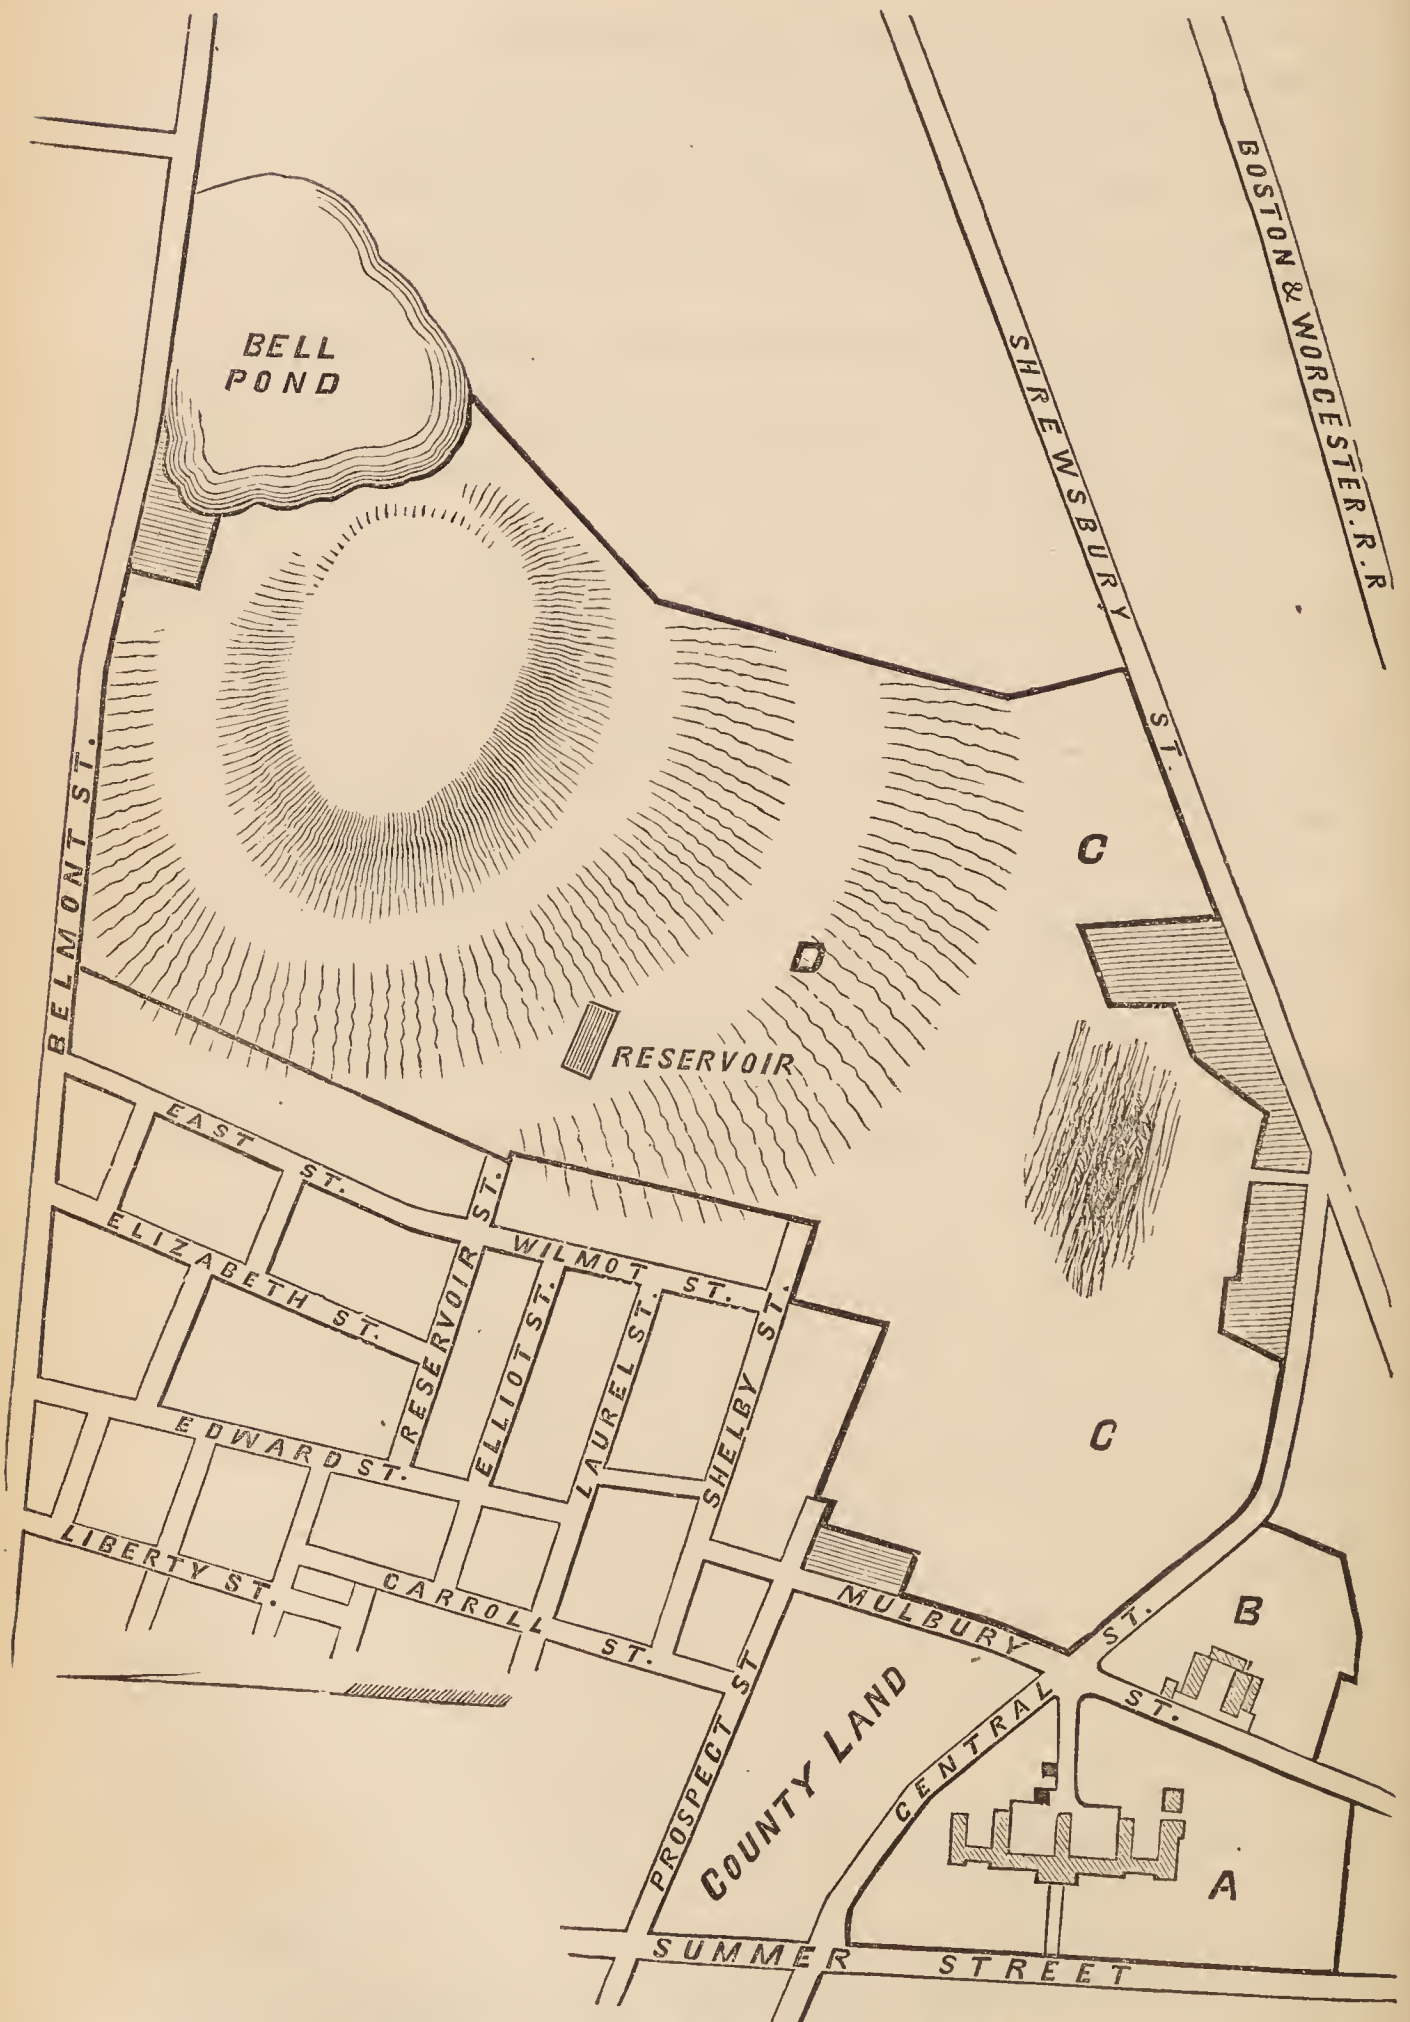 BELL
POND
BOSTON & WORCESTER. R. R
SHREWSBURY ST.
C
BELMONT ST.
D
RESERVOIR
EAST ST.
ELIZABETH ST.
RESERVOIR ST.
WILMOT ST.
ELLIOT ST.
LAUREL ST.
SHELBY ST.
C
EDWARD ST.
LIBERTY ST.
CARROLL ST.
MULBURY ST.
B
PROSPECT ST
COUNTY LAND
CENTRAL ST.
A
SUMMER STREET